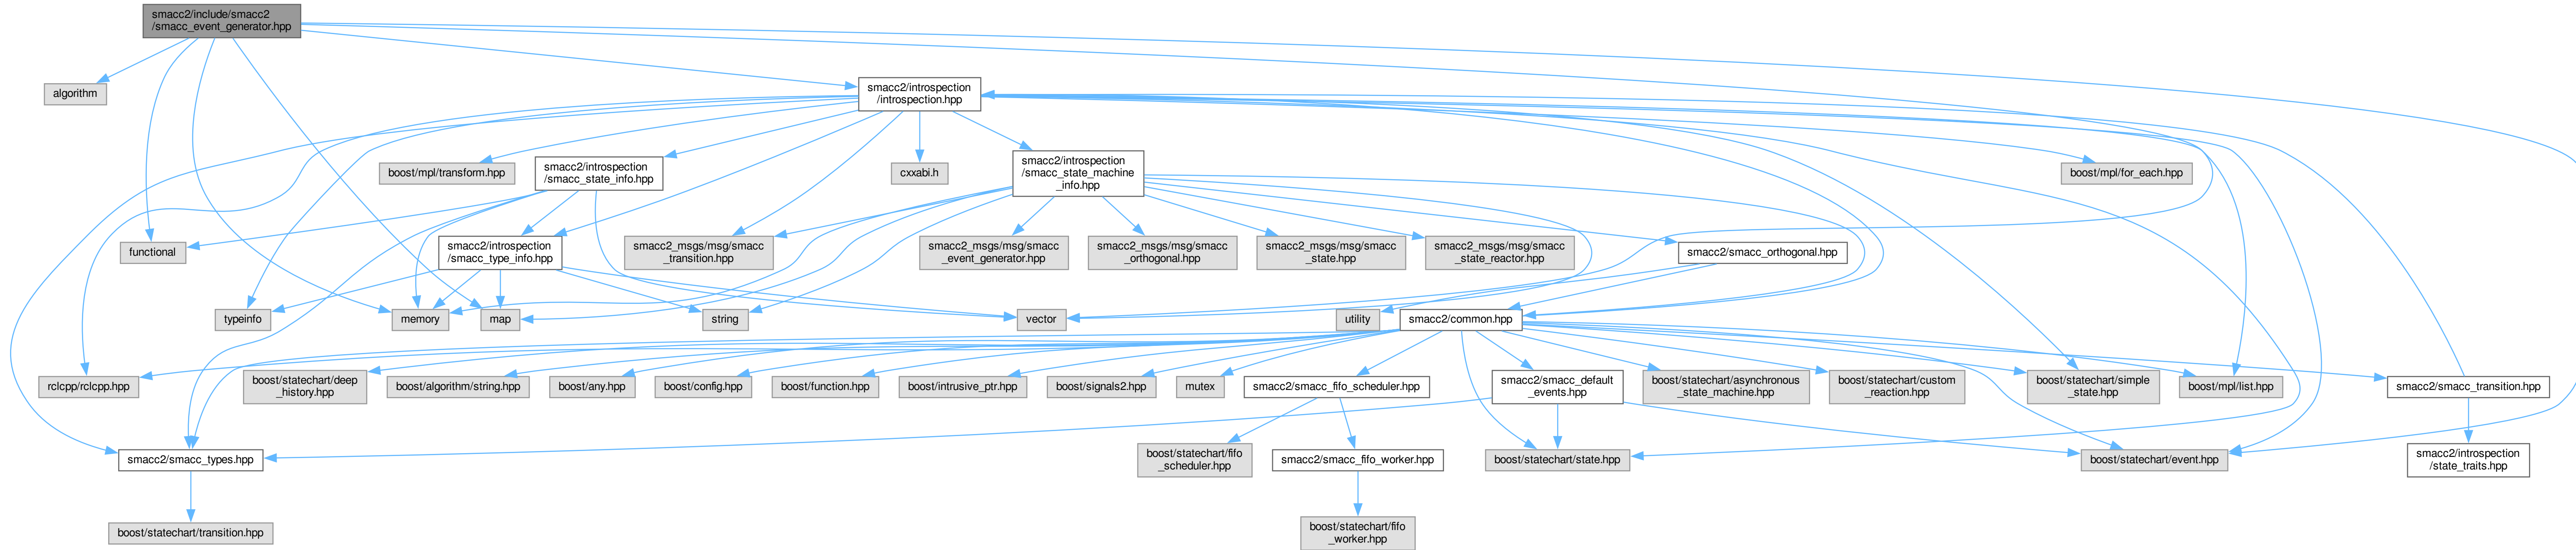 smacc2/include/smacc2
/smacc_event_generator.hpp
algorithm
smacc2/introspection
/introspection.hpp
boost/mpl/transform.hpp
smacc2/introspection
/smacc_state_info.hpp
cxxabi.h
smacc2/introspection
/smacc_state_machine
_info.hpp
boost/mpl/for_each.hpp
functional
smacc2/introspection
/smacc_type_info.hpp
smacc2_msgs/msg/smacc
_transition.hpp
smacc2_msgs/msg/smacc
_event_generator.hpp
smacc2_msgs/msg/smacc
_orthogonal.hpp
smacc2_msgs/msg/smacc
_state.hpp
smacc2_msgs/msg/smacc
_state_reactor.hpp
smacc2/smacc_orthogonal.hpp
typeinfo
memory
map
string
vector
utility
smacc2/common.hpp
rclcpp/rclcpp.hpp
boost/statechart/deep
_history.hpp
boost/algorithm/string.hpp
boost/any.hpp
boost/config.hpp
boost/function.hpp
boost/intrusive_ptr.hpp
boost/signals2.hpp
mutex
smacc2/smacc_fifo_scheduler.hpp
smacc2/smacc_default
_events.hpp
boost/statechart/asynchronous
_state_machine.hpp
boost/statechart/custom
_reaction.hpp
boost/statechart/simple
_state.hpp
boost/mpl/list.hpp
smacc2/smacc_transition.hpp
smacc2/smacc_types.hpp
boost/statechart/fifo
_scheduler.hpp
smacc2/smacc_fifo_worker.hpp
boost/statechart/state.hpp
boost/statechart/event.hpp
smacc2/introspection
/state_traits.hpp
boost/statechart/transition.hpp
boost/statechart/fifo
_worker.hpp